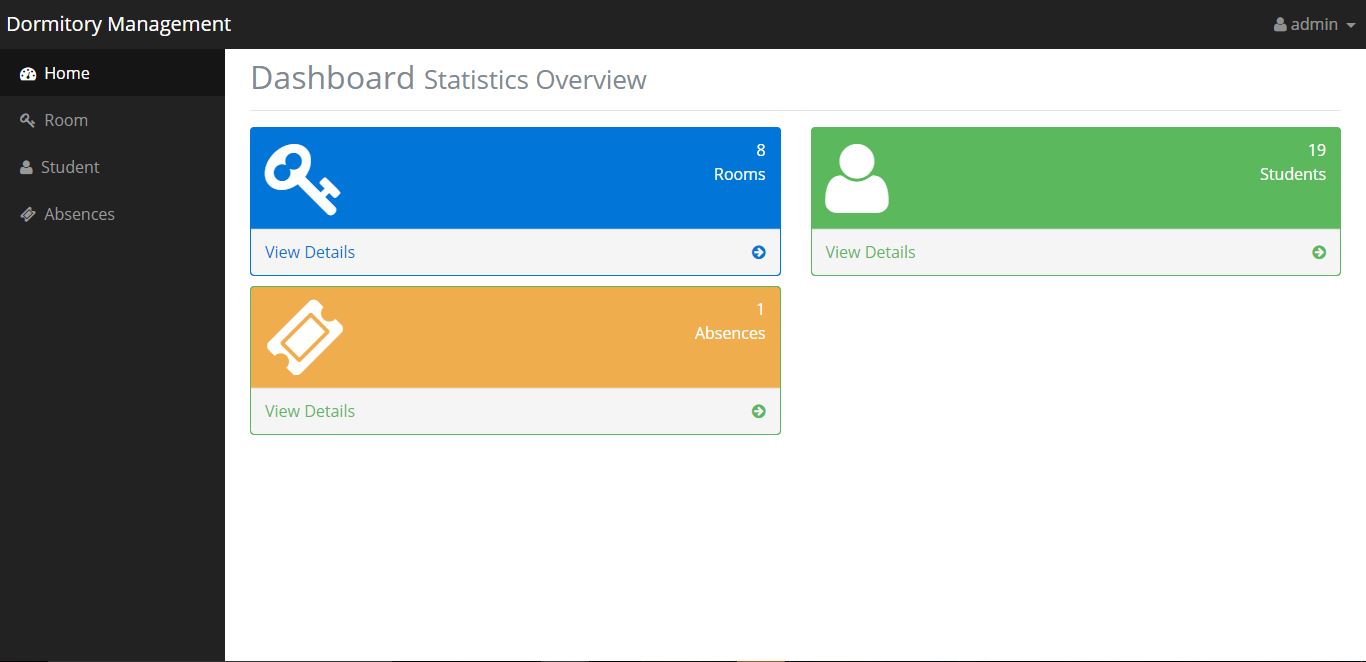 Dormitory Management
admin
Home
Room
Student
Absences
Dashboard Statistics Overview
8
Rooms
View Details
19
Students
View Details
1
Absences
View Details